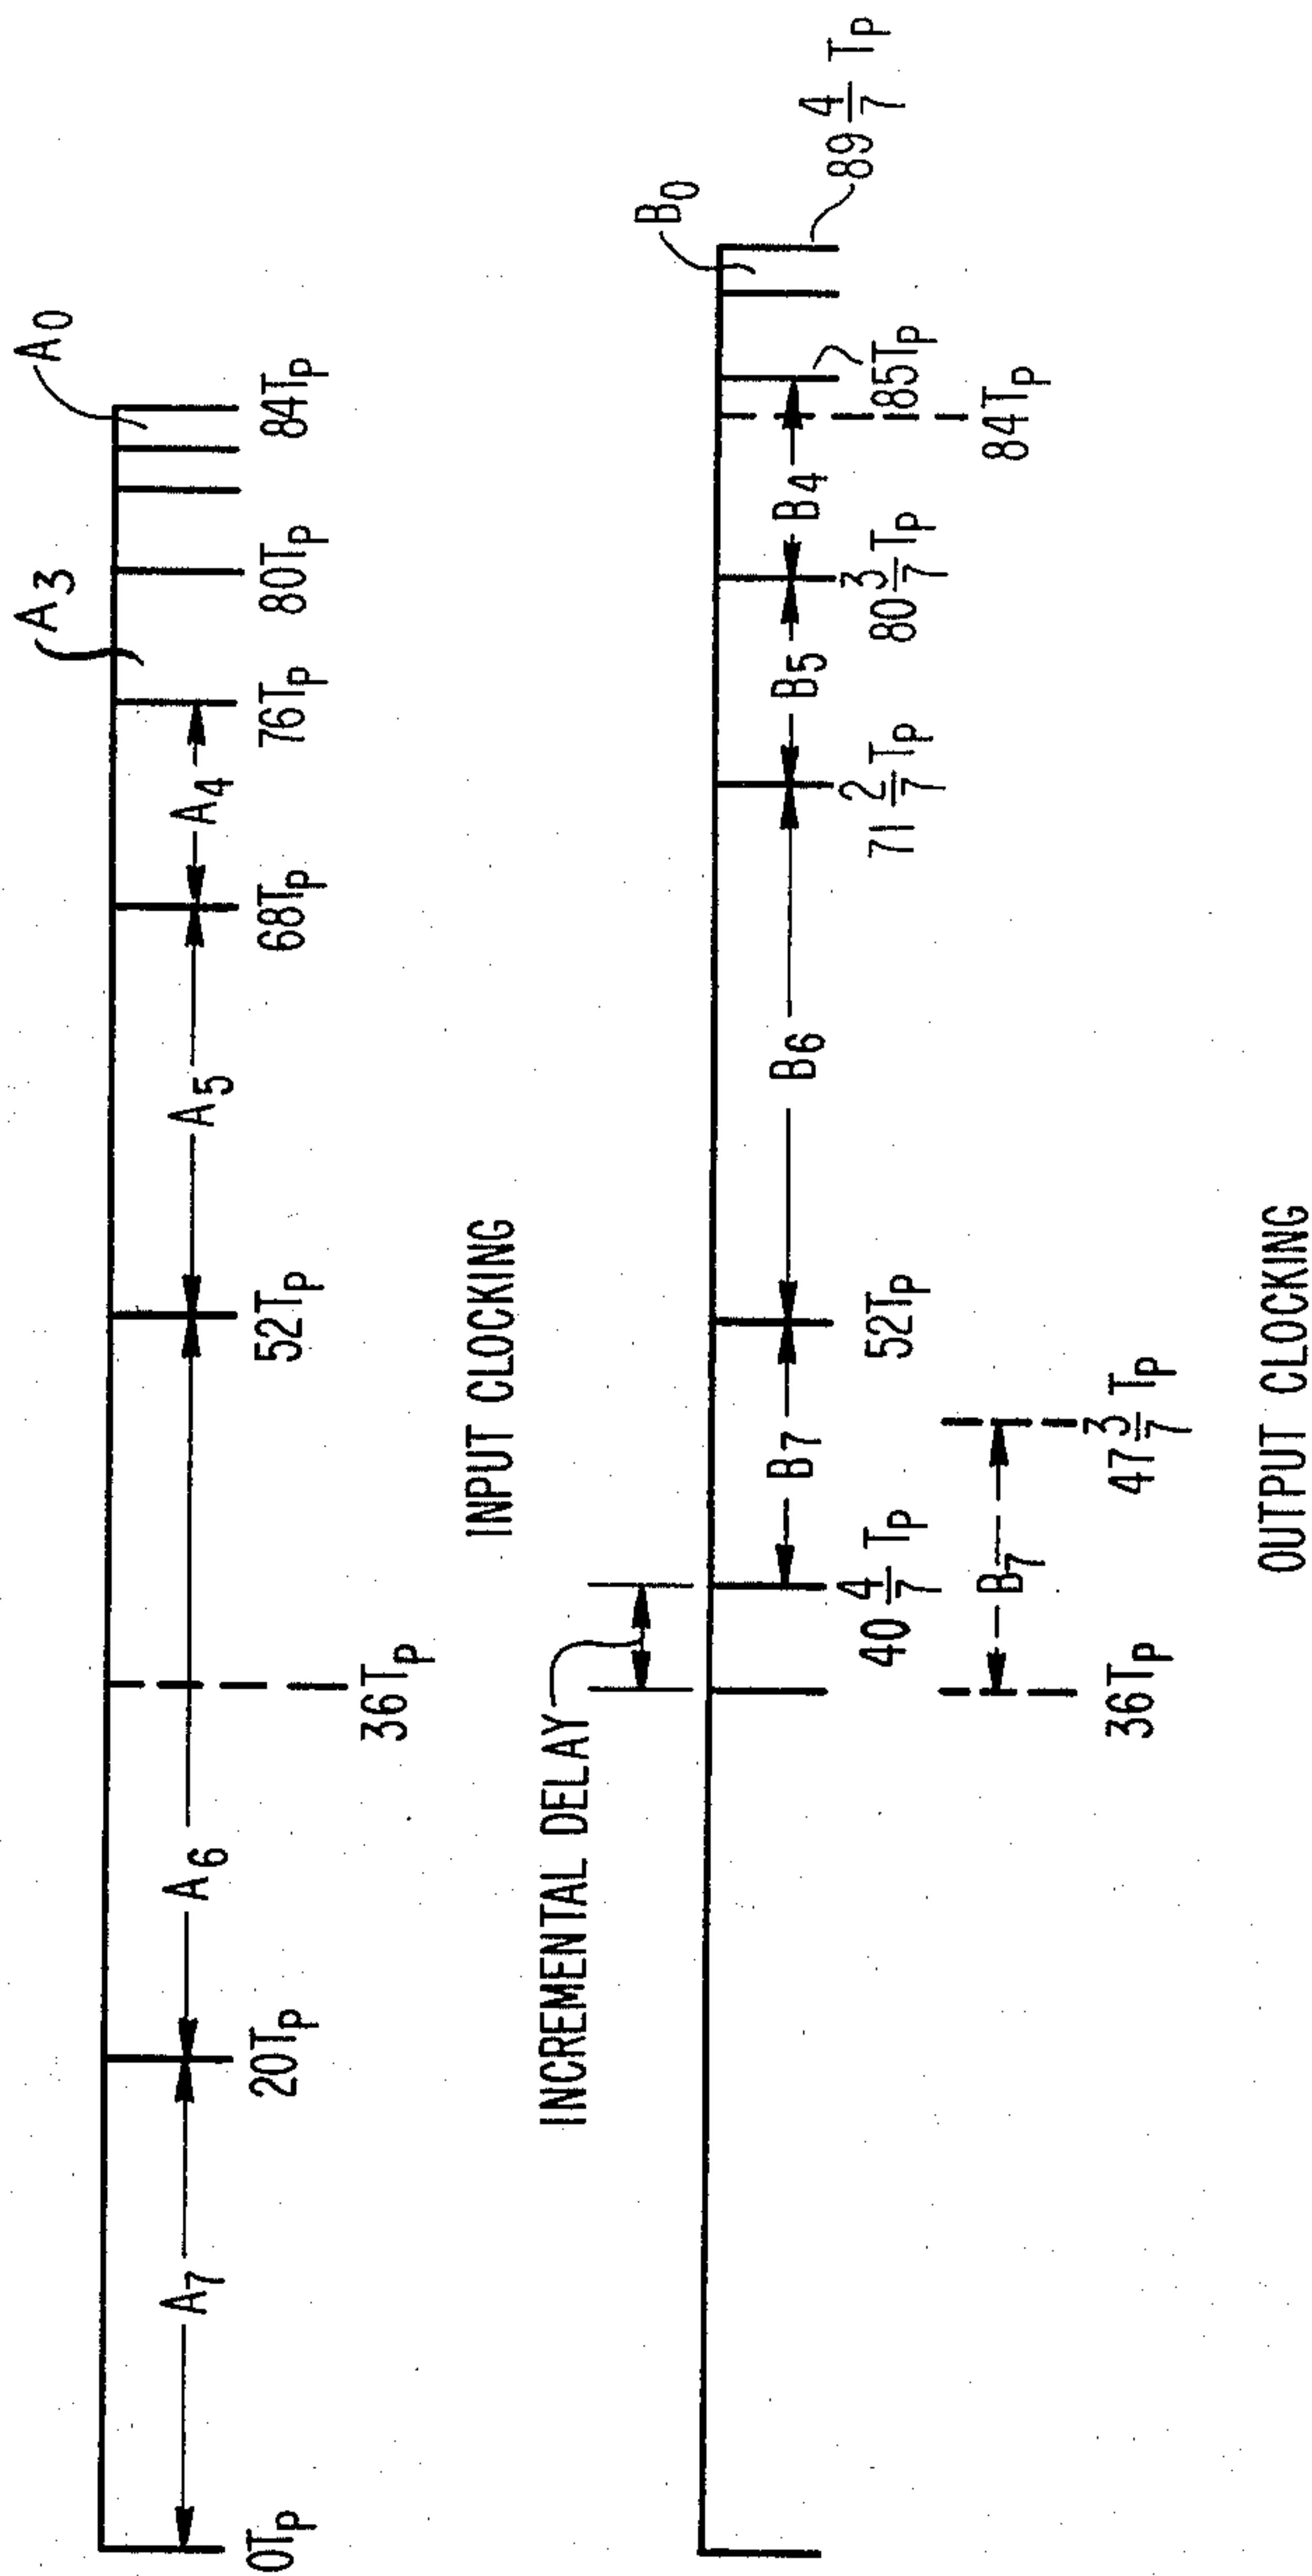 A0
A3
A7
A6
A5
A4
0Tp
20Tp
36Tp
52Tp
68Tp
76Tp
80Tp
84Tp
INPUT CLOCKING
INCREMENTAL DELAY
B0
B7
B6
B5
B4
40 4/7 Tp
52Tp
71 2/7 Tp
80 3/7 Tp
85Tp
89 4/7 Tp
84Tp
B7
36Tp
47 3/7 Tp
OUTPUT CLOCKING